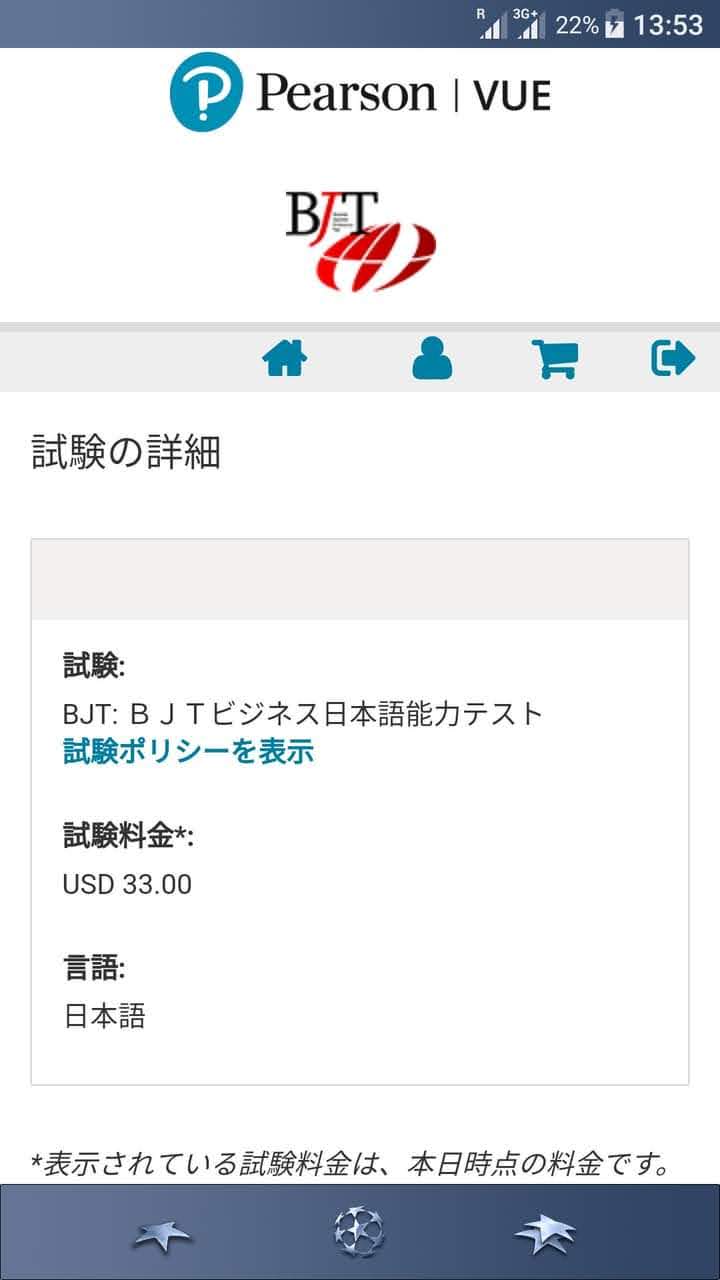 R 3G+ 22% 13:53
Pearson | VUE
BJT
試験の詳細
試験:
BJT: ＢＪＴビジネス日本語能力テスト
試験ポリシーを表示
試験料金*:
USD 33.00
言語:
日本語
*表示されている試験料金は、本日時点の料金です。